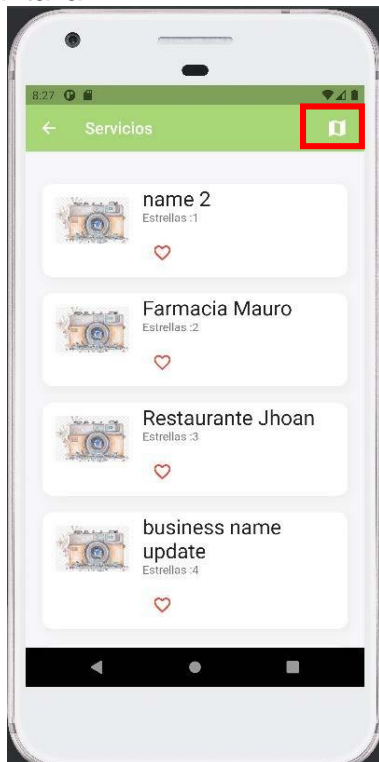 8:27
Servicios
name 2
Estrellas :1
Farmacia Mauro
Estrellas :2
Restaurante Jhoan
Estrellas :3
business name
update
Estrellas :4